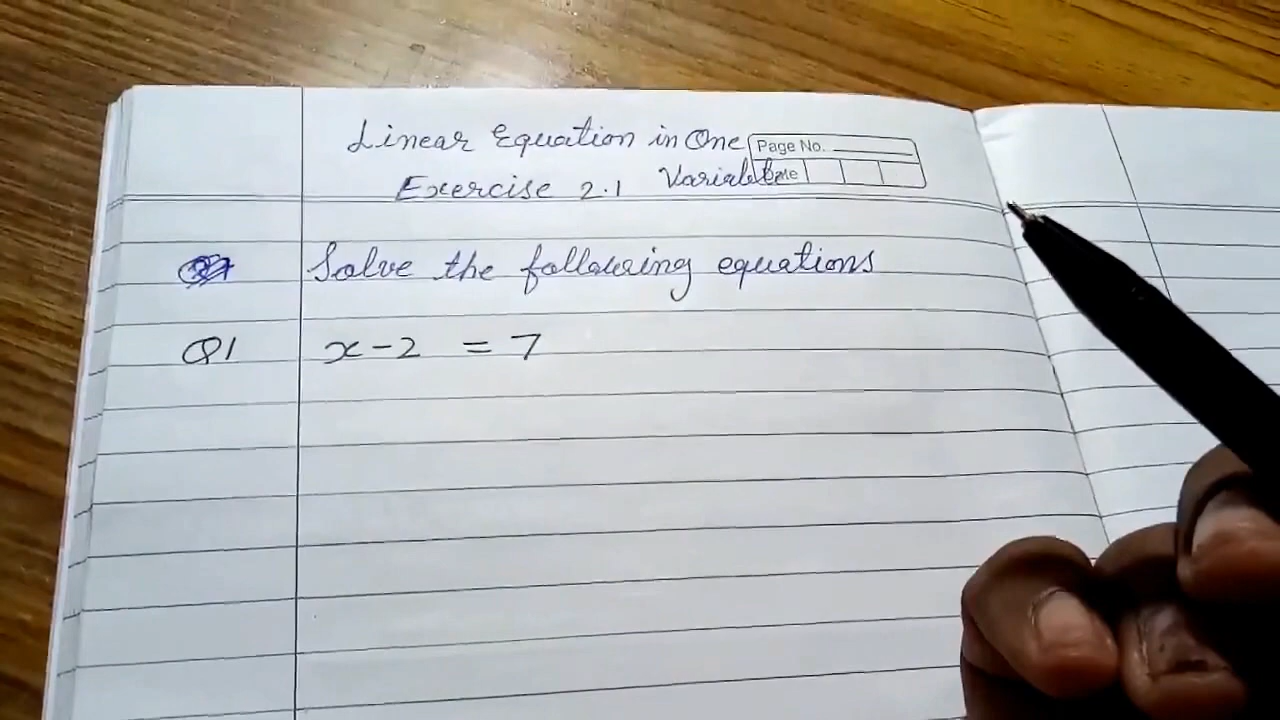 Linear Equation in One
Page No.
Variable
Exercise 2.1
Solve the following equations
Q1 x-2 = 7